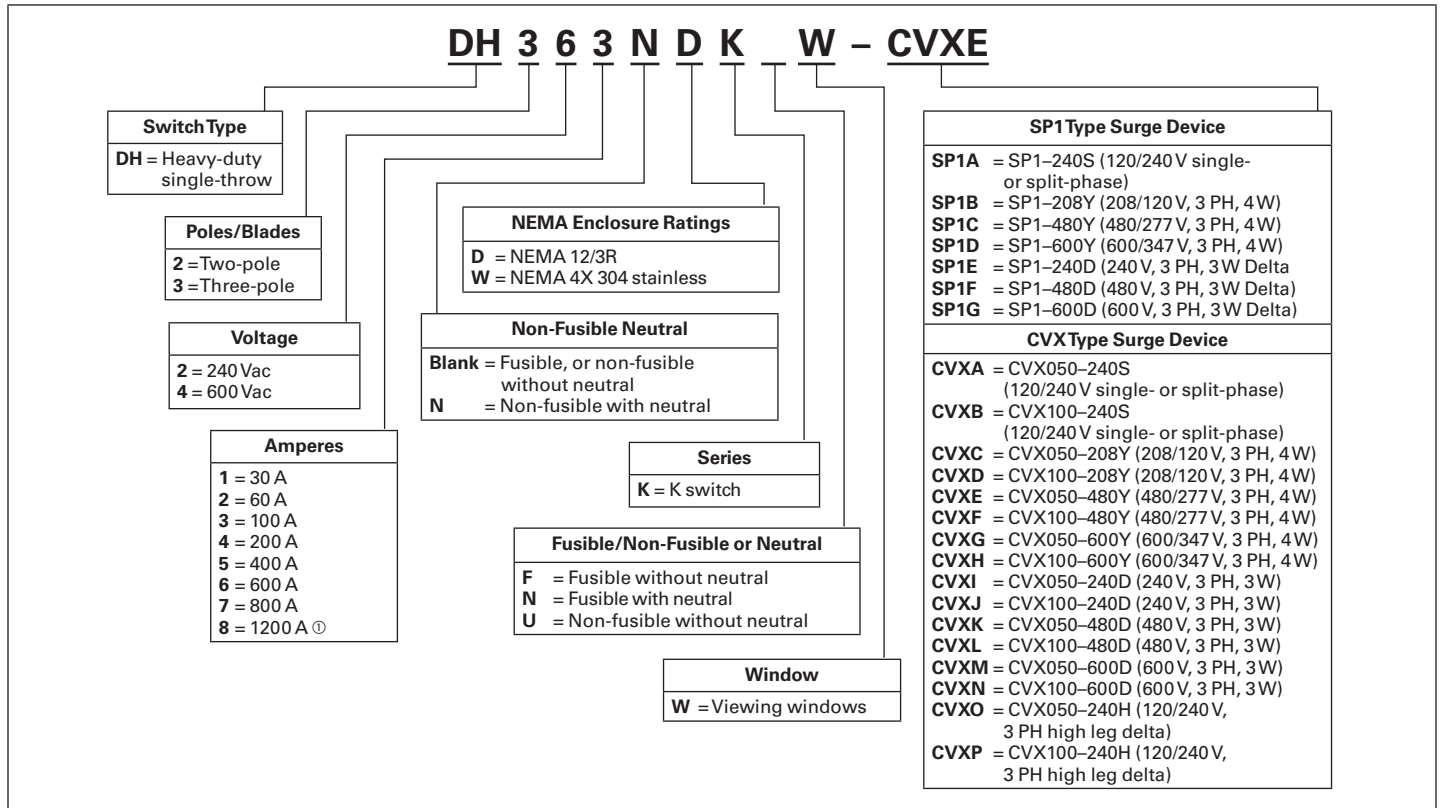 DH 3 6 3 N D K _ W – CVXE
Switch Type
DH = Heavy-duty
single-throw
Poles/Blades
2 = Two-pole
3 = Three-pole
Voltage
2 = 240 Vac
4 = 600 Vac
Amperes
1 = 30 A
2 = 60 A
3 = 100 A
4 = 200 A
5 = 400 A
6 = 600 A
7 = 800 A
8 = 1200 A ①
NEMA Enclosure Ratings
D = NEMA 12/3R
W = NEMA 4X 304 stainless
Non-Fusible Neutral
Blank = Fusible, or non-fusible
without neutral
N = Non-fusible with neutral
Series
K = K switch
Fusible/Non-Fusible or Neutral
F = Fusible without neutral
N = Fusible with neutral
U = Non-fusible without neutral
Window
W = Viewing windows
SP1 Type Surge Device
SP1A = SP1–240S (120/240 V single-
or split-phase)
SP1B = SP1–208Y (208/120 V, 3 PH, 4 W)
SP1C = SP1–480Y (480/277 V, 3 PH, 4 W)
SP1D = SP1–600Y (600/347 V, 3 PH, 4 W)
SP1E = SP1–240D (240 V, 3 PH, 3 W Delta
SP1F = SP1–480D (480 V, 3 PH, 3 W Delta)
SP1G = SP1–600D (600 V, 3 PH, 3 W Delta)
CVX Type Surge Device
CVXA = CVX050–240S
(120/240 V single- or split-phase)
CVXB = CVX100–240S
(120/240 V single- or split-phase)
CVXC = CVX050–208Y (208/120 V, 3 PH, 4 W)
CVXD = CVX100–208Y (208/120 V, 3 PH, 4 W)
CVXE = CVX050–480Y (480/277 V, 3 PH, 4 W)
CVXF = CVX100–480Y (480/277 V, 3 PH, 4 W)
CVXG = CVX050–600Y (600/347 V, 3 PH, 4 W)
CVXH = CVX100–600Y (600/347 V, 3 PH, 4 W)
CVXI = CVX050–240D (240 V, 3 PH, 3 W)
CVXJ = CVX100–240D (240 V, 3 PH, 3 W)
CVXK = CVX050–480D (480 V, 3 PH, 3 W)
CVXL = CVX100–480D (480 V, 3 PH, 3 W)
CVXM = CVX050–600D (600 V, 3 PH, 3 W)
CVXN = CVX100–600D (600 V, 3 PH, 3 W)
CVXO = CVX050–240H (120/240 V,
3 PH high leg delta)
CVXP = CVX100–240H (120/240 V,
3 PH high leg delta)